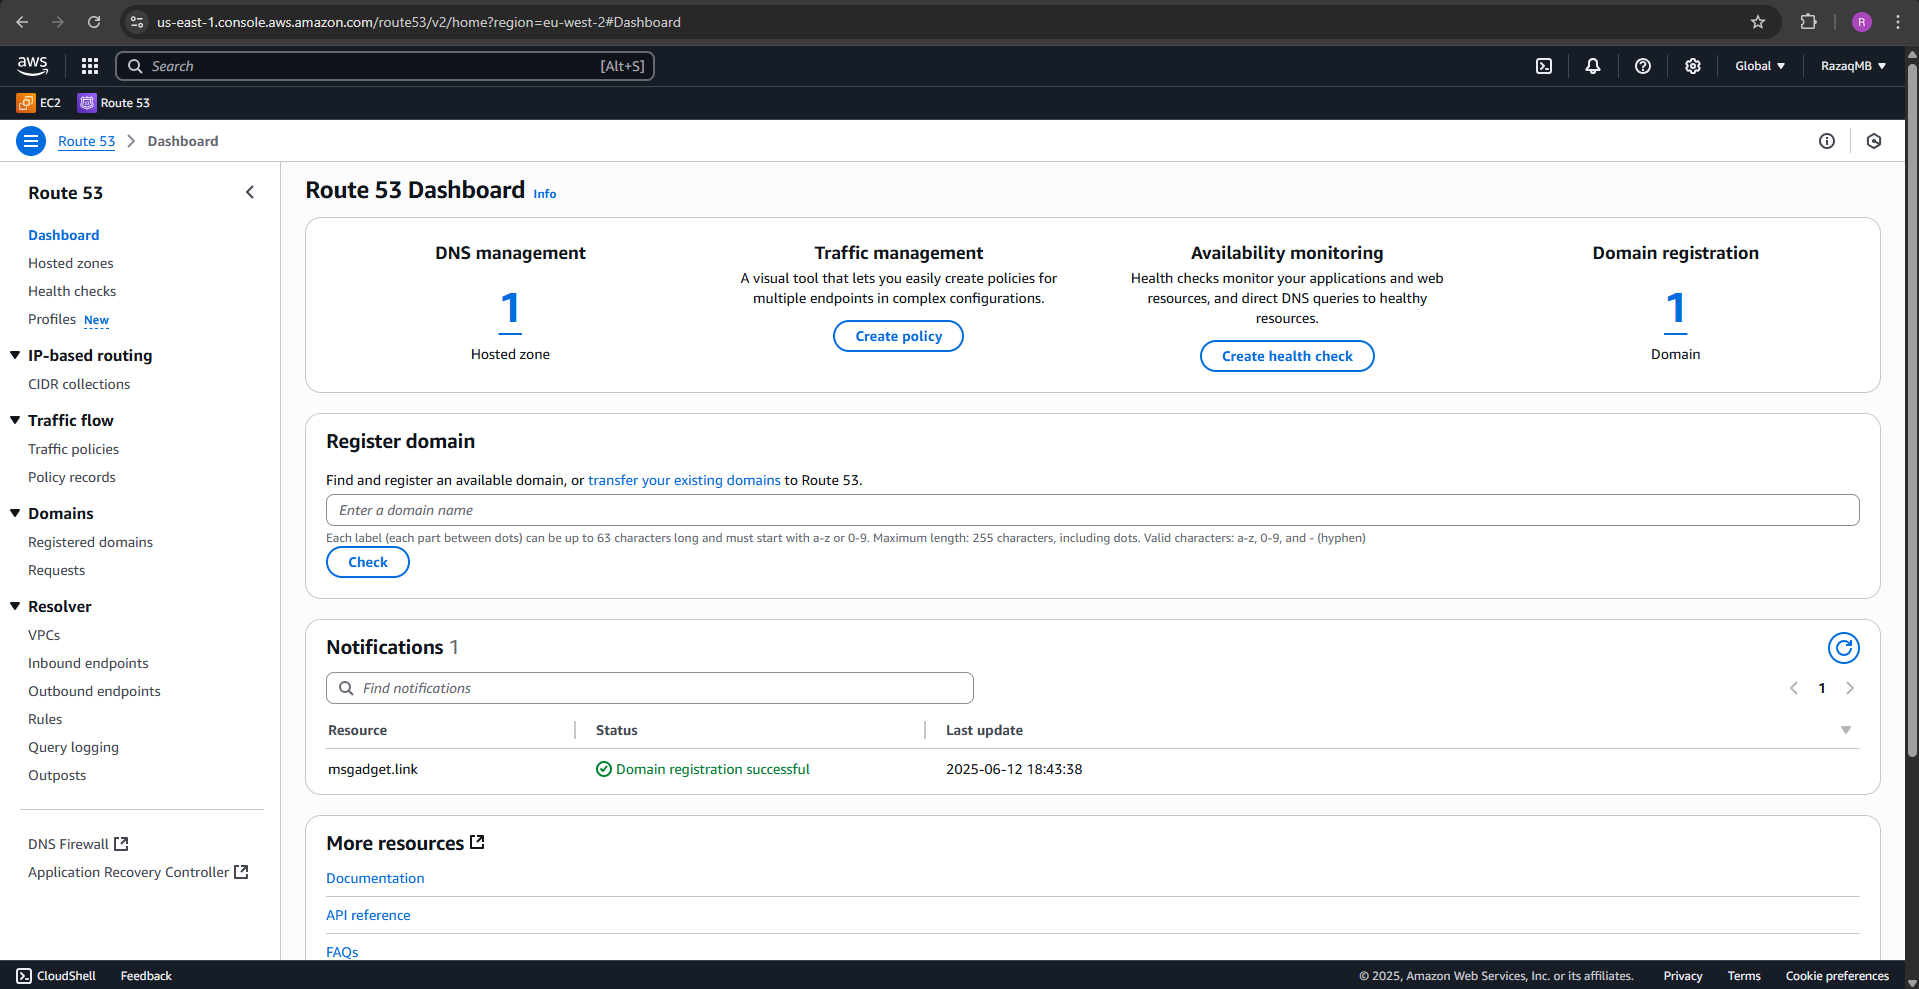 us-east-1.console.aws.amazon.com/route53/v2/home?region=eu-west-2#Dashboard
R
aws
Search
[Alt+S]
Global
RazaqMB
EC2
Route 53
Route 53
Dashboard
Route 53
Dashboard
Hosted zones
Health checks
Profiles New
IP-based routing
CIDR collections
Traffic flow
Traffic policies
Policy records
Domains
Registered domains
Requests
Resolver
VPCs
Inbound endpoints
Outbound endpoints
Rules
Query logging
Outposts
DNS Firewall
Application Recovery Controller
Route 53 Dashboard Info
DNS management
1
Hosted zone
Traffic management
A visual tool that lets you easily create policies for
multiple endpoints in complex configurations.
Create policy
Availability monitoring
Health checks monitor your applications and web
resources, and direct DNS queries to healthy
resources.
Create health check
Domain registration
1
Domain
Register domain
Find and register an available domain, or transfer your existing domains to Route 53.
Enter a domain name
Each label (each part between dots) can be up to 63 characters long and must start with a-z or 0-9. Maximum length: 255 characters, including dots. Valid characters: a-z, 0-9, and - (hyphen)
Check
Notifications 1
Find notifications
1
Resource Status Last update
msgadget.link Domain registration successful 2025-06-12 18:43:38
More resources
Documentation
API reference
FAQs
CloudShell Feedback © 2025, Amazon Web Services, Inc. or its affiliates. Privacy Terms Cookie preferences